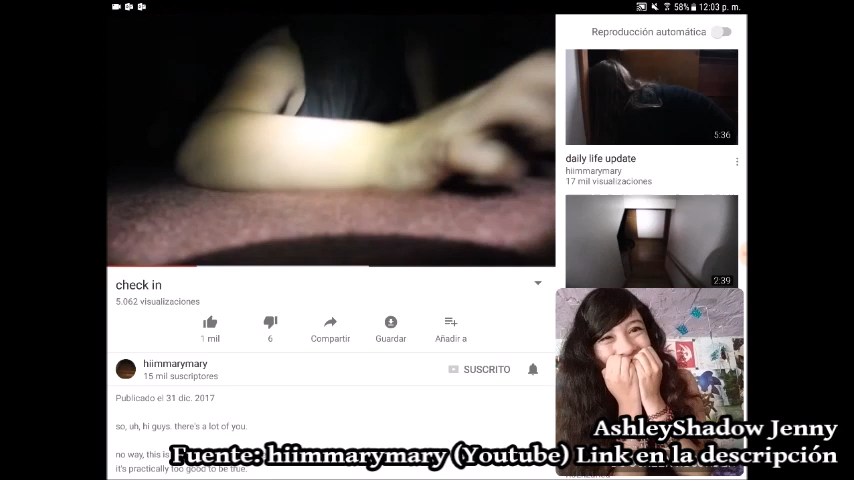 58% 12:03 p. m.
Reproducción automática
5:36
daily life update
hiimmarymary
17 mil visualizaciones
2:39
check in
5.062 visualizaciones
1 mil
6
Compartir
Guardar
Añadir a
hiimmarymary
15 mil suscriptores
SUSCRITO
Publicado el 31 dic. 2017
so, uh, hi guys. there's a lot of you.
no way, this is
it's practically too good to be true.
AshleyShadow Jenny
Fuente: hiimmarymary (Youtube) Link en la descripción